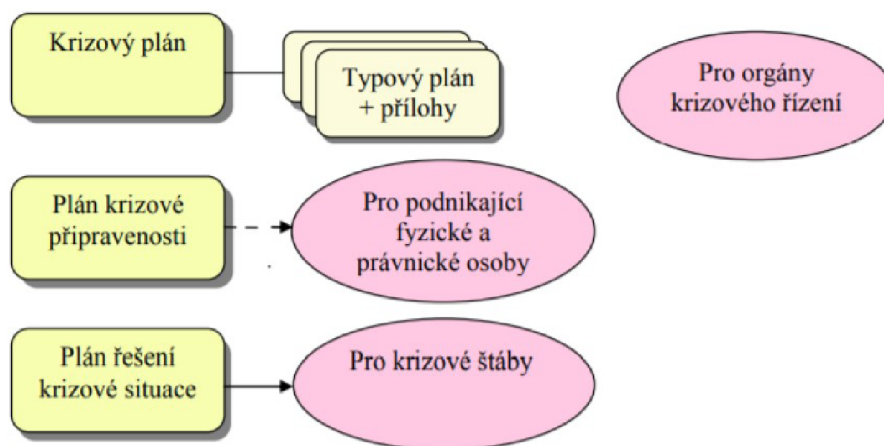 Krizový plán
Typový plán
+ přílohy
Pro orgány
krizového řízení
Plán krizové
připravenosti
Pro podnikající
fyzické a
právnické osoby
Plán řešení
krizové situace
Pro krizové štáby